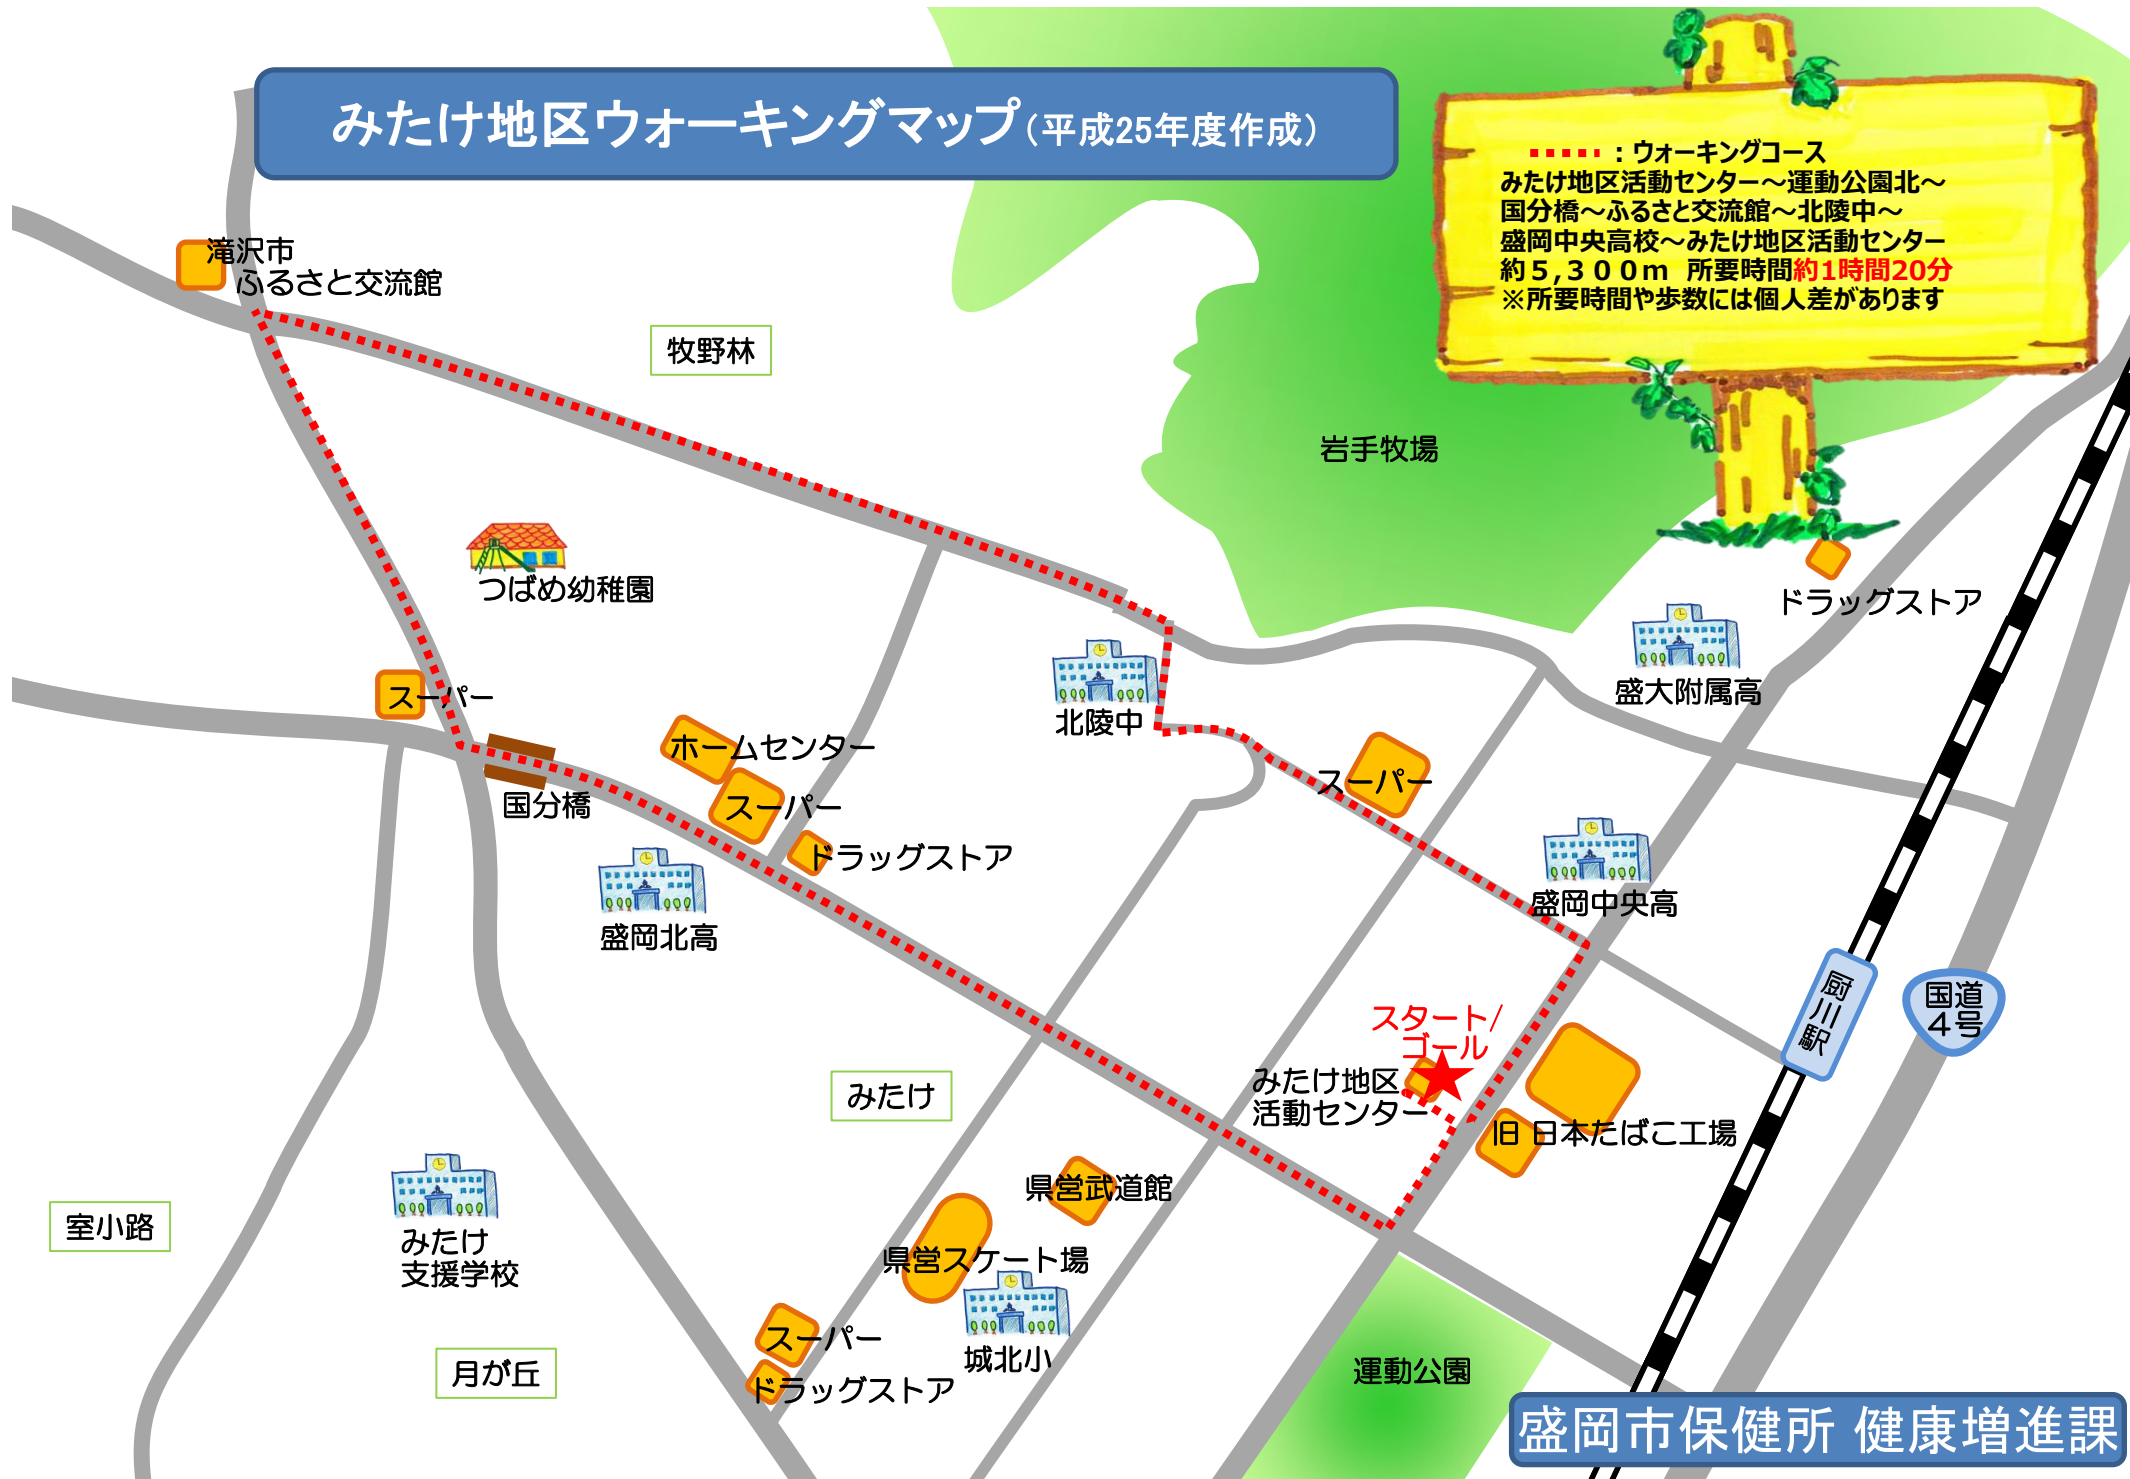 みたけ地区ウォーキングマップ（平成25年度作成）
：ウォーキングコース
みたけ地区活動センター～運動公園北～
国分橋～ふるさと交流館～北陵中～
盛岡中央高校～みたけ地区活動センター
約５,３００ｍ 所要時間約1時間20分
※所要時間や歩数には個人差があります
滝沢市
ふるさと交流館
牧野林
岩手牧場
つばめ幼稚園
ドラッグストア
盛大附属高
スーパー
北陵中
ホームセンター
スーパー
スーパー
国分橋
ドラッグストア
盛岡中央高
盛岡北高
厨川駅
国道
４号
スタート/
ゴール
みたけ地区
活動センター
みたけ
旧 日本たばこ工場
県営武道館
室小路
みたけ
支援学校
県営スケート場
スーパー
城北小
月が丘
ドラッグストア
運動公園
盛岡市保健所 健康増進課